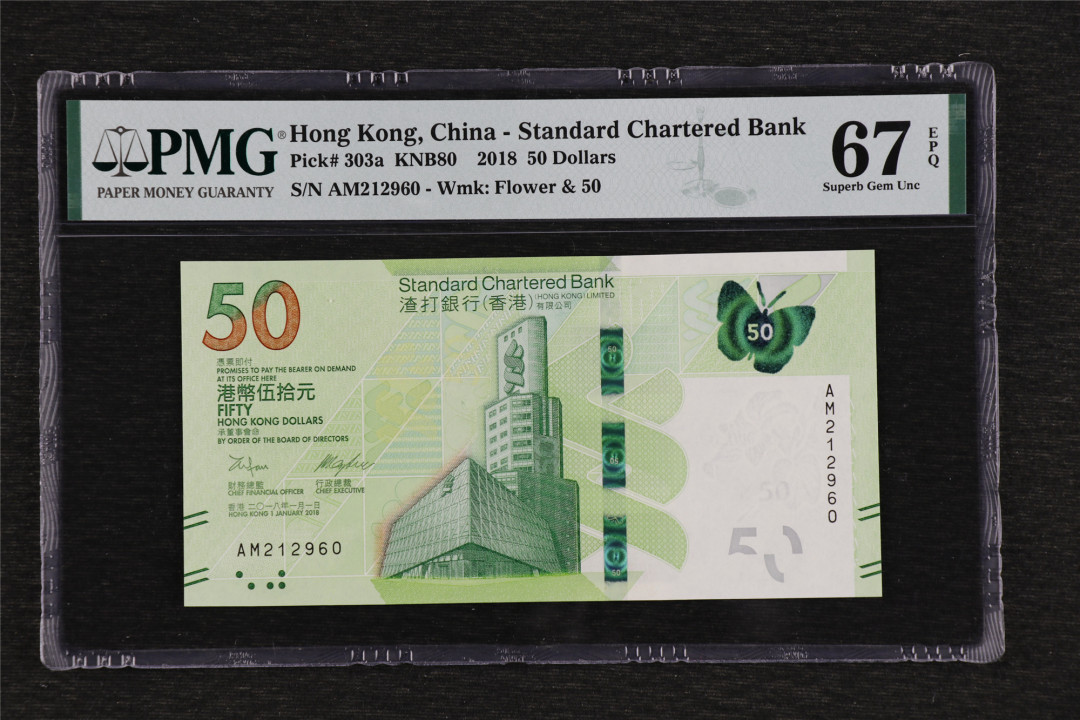 PMG®
PAPER MONEY GUARANTY
Hong Kong, China - Standard Chartered Bank
Pick# 303a KNB80 2018 50 Dollars
S/N AM212960 - Wmk: Flower & 50
67
EPQ
Superb Gem Unc
50
Standard Chartered Bank
(HONG KONG) LIMITED
渣打銀行(香港)有限公司
50
憑票即付
PROMISES TO PAY THE BEARER ON DEMAND
AT ITS OFFICE HERE
港幣伍拾元
FIFTY
HONG KONG DOLLARS
承董事會命
BY ORDER OF THE BOARD OF DIRECTORS
財務總監
CHIEF FINANCIAL OFFICER
行政總裁
CHIEF EXECUTIVE
香港 二〇一八年一月一日
HONG KONG 1 JANUARY 2018
AM212960
AM212960
50
50
50